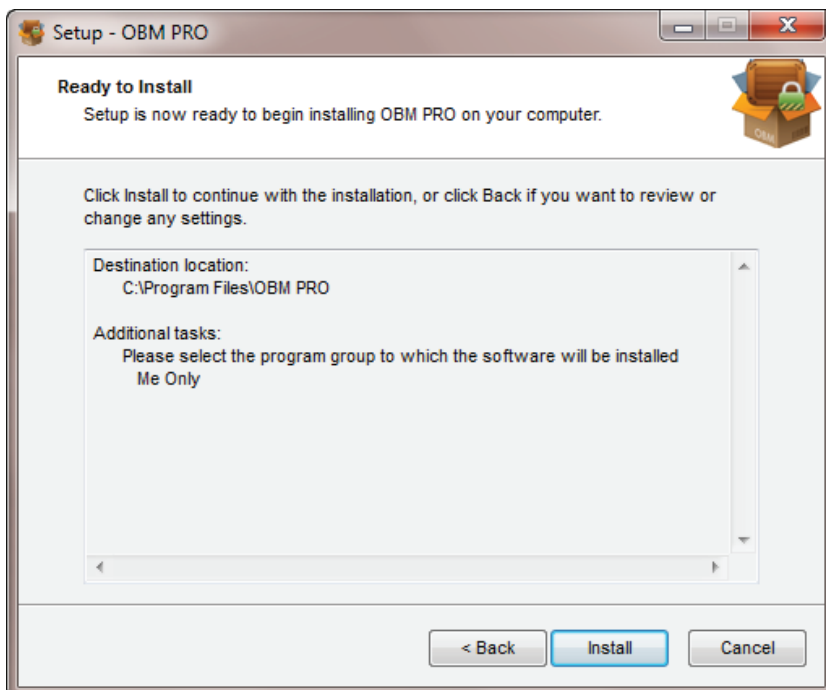 Setup - OBM PRO
Ready to Install
Setup is now ready to begin installing OBM PRO on your computer.
OBM
Click Install to continue with the installation, or click Back if you want to review or
change any settings.
Destination location:
C:\Program Files\OBM PRO
Additional tasks:
Please select the program group to which the software will be installed
Me Only
< Back
Install
Cancel